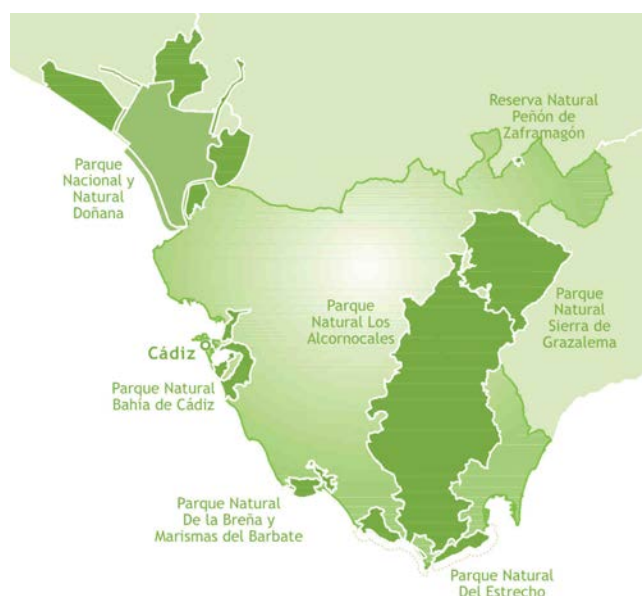 Reserva Natural
Peñón de
Zaframagón
Parque
Nacional y
Natural
Doñana
Parque
Natural Los
Alcornocales
Parque
Natural
Sierra de
Grazalema
Cádiz
Parque Natural
Bahía de Cádiz
Parque Natural
De la Breña y
Marismas del Barbate
Parque Natural
Del Estrecho